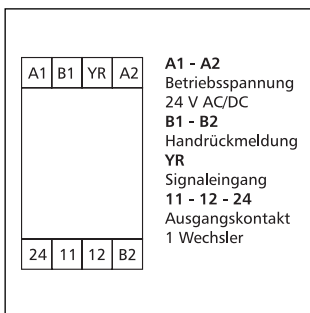 A1 B1 YR A2
24 11 12 B2
A1 - A2
Betriebsspannung
24 V AC/DC
B1 - B2
Handrückmeldung
YR
Signaleingang
11 - 12 - 24
Ausgangskontakt
1 Wechsler